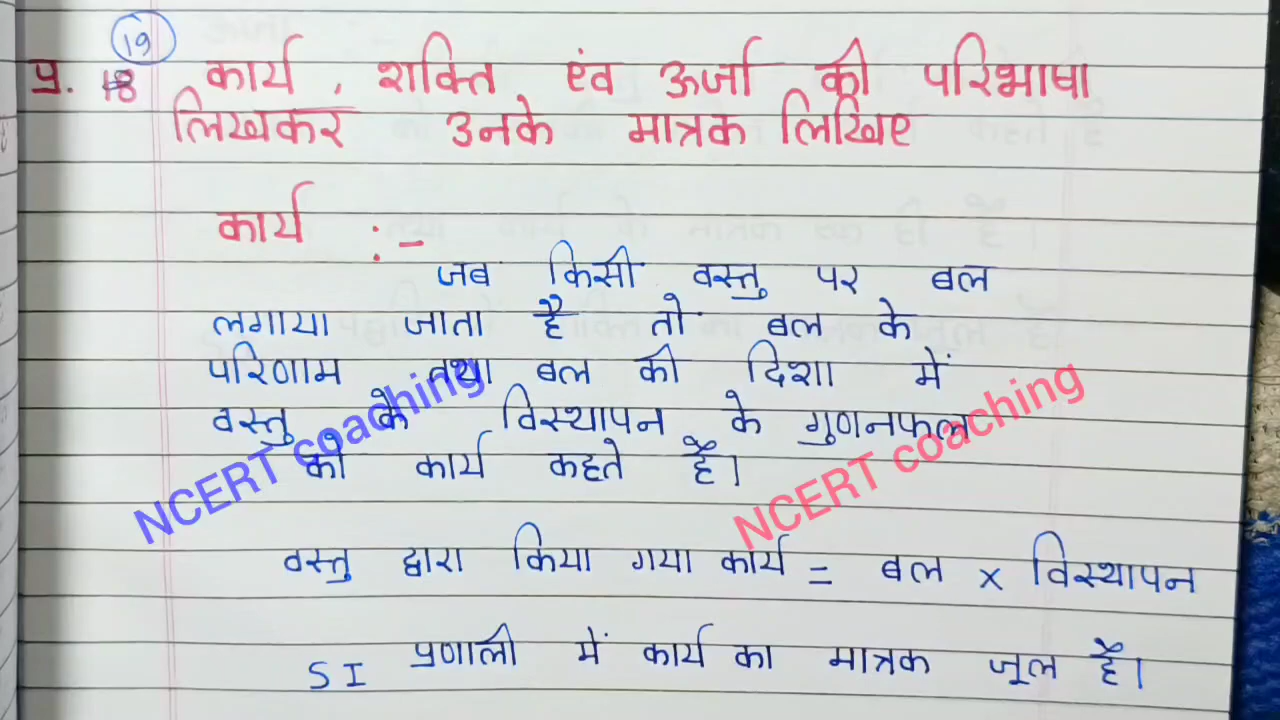 19
प्र. 18 कार्य , शक्ति एंव ऊर्जा की परिभाषा
लिखकर उनके मात्रक लिखिए
कार्य :-
जब किसी वस्तु पर बल
लगाया जाता है तो बल के
परिणाम तथा बल की दिशा में
वस्तु के विस्थापन के गुणनफल
को कार्य कहते है।
NCERT coaching
NCERT coaching
वस्तु द्वारा किया गया कार्य = बल × विस्थापन
SI प्रणाली में कार्य का मात्रक जूल है।